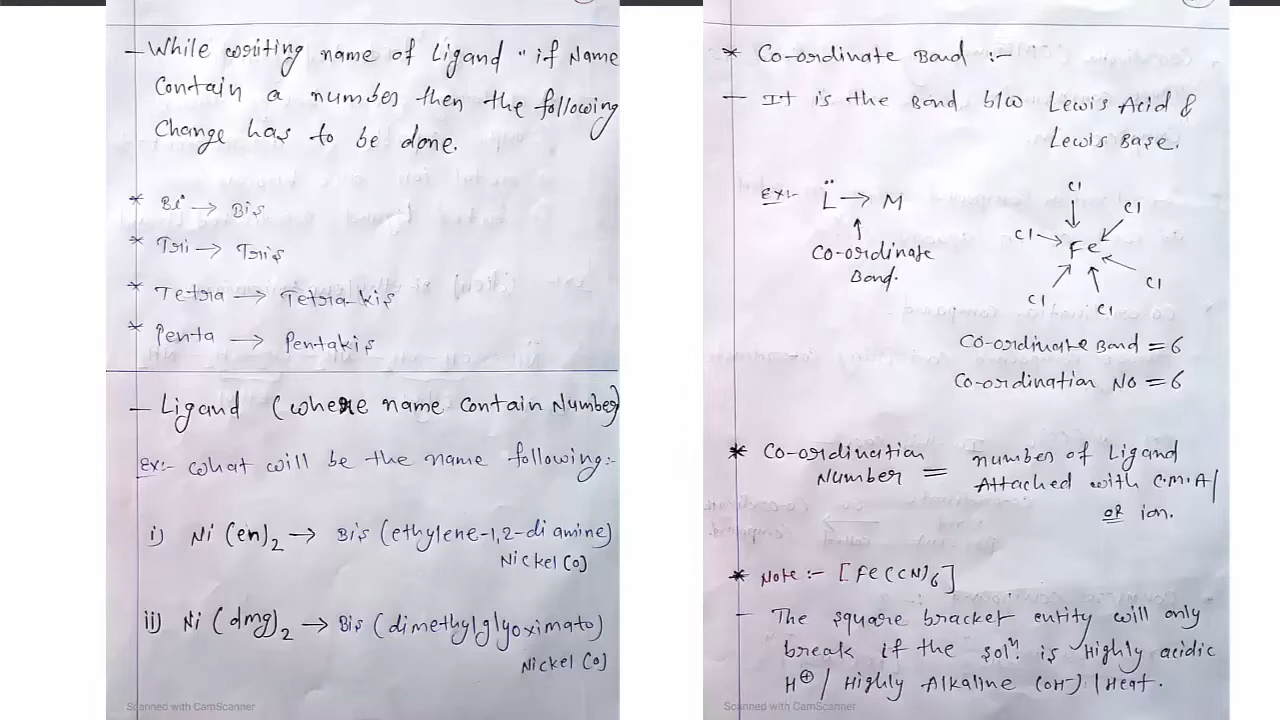 - While writing name of Ligand "if Name
Contain a number then the following
Change has to be done.
* Bi → Bis
* Tri → Tris
* Tetra → Tetra-kis
* Penta → Pentakis
- Ligand (where name contain Number)
Ex:- What will be the name following:-
i) Ni (en)₂ → Bis (ethylene-1,2-diamine)
Nickel (0)
ii) Ni (dmg)₂ → Bis (dimethylglyoximato)
Nickel (0)
Scanned with CamScanner
* Co-ordinate Bond :-
- It is the Bond b/w Lewis Acid &
Lewis Base.
Ex:- L̈ → M
↑
Co-ordinate
Bond.
Cl
Cl
Cl → Fe
Cl
Cl
Cl
Co-ordinate Bond = 6
Co-ordination No = 6
* Co-ordination Number = number of Ligand
Attached with C.M.A/
or ion.
* Note :- [Fe(CN)₆]
- The square bracket entity will only
break if the solⁿ. is Highly acidic
H⊕ / Highly Alkaline (OH⁻) / Heat.
Scanned with CamScanner